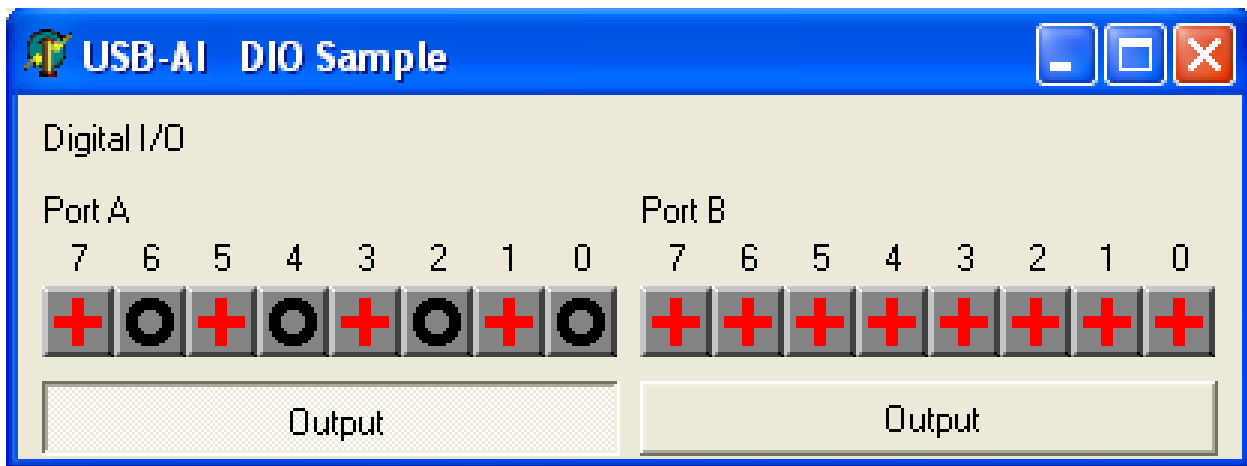 USB-AI DIO Sample
Digital I/O
Port A Port B
7 6 5 4 3 2 1 0 7 6 5 4 3 2 1 0
Output Output